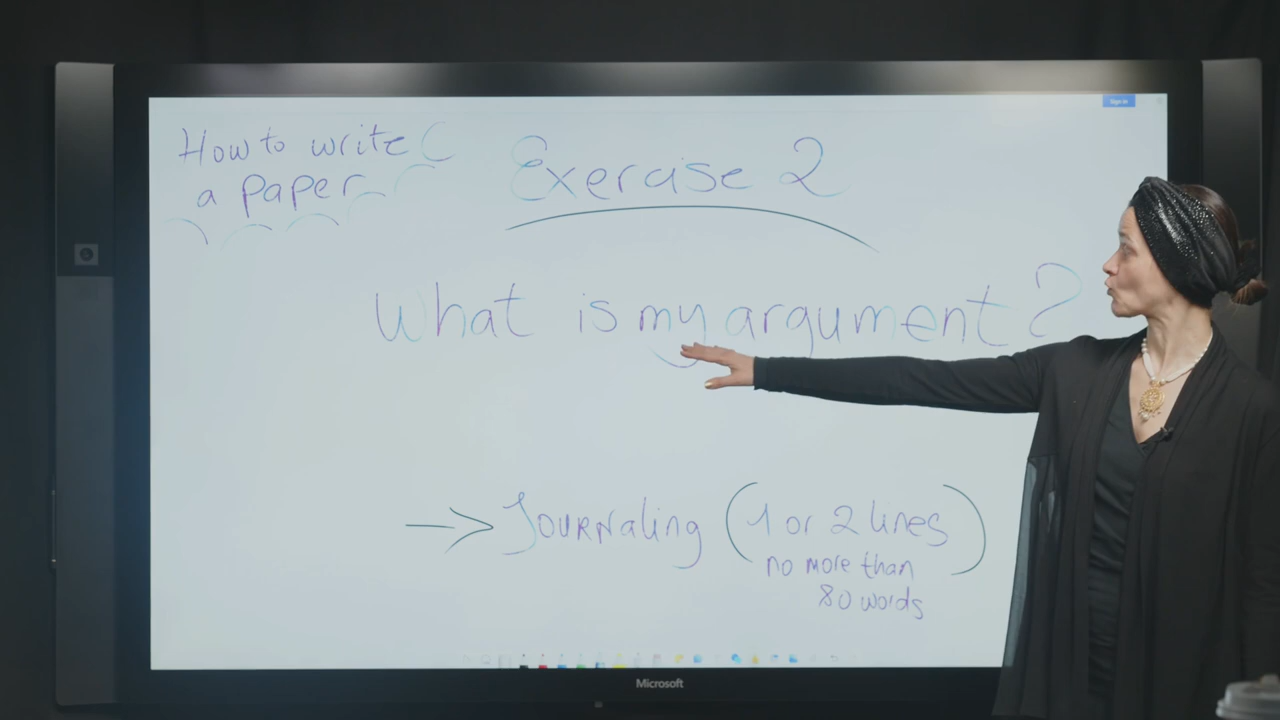 How to write
a paper
Exercise 2
What is my argument?
Journaling (1 or 2 lines)
no more than
80 words
Sign in
Microsoft